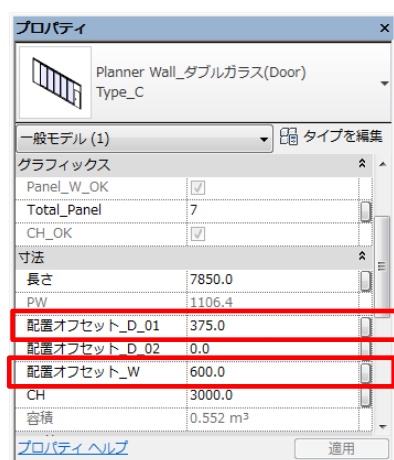 プロパティ ×
Planner Wall_ダブルガラス(Door)
Type_C
一般モデル (1) タイプを編集
グラフィックス
Panel_W_OK
Total_Panel 7
CH_OK
寸法
長さ 7850.0
PW 1106.4
配置オフセット_D_01 375.0
配置オフセット_D_02 0.0
配置オフセット_W 600.0
CH 3000.0
容積 0.552 m³
プロパティ ヘルプ 適用